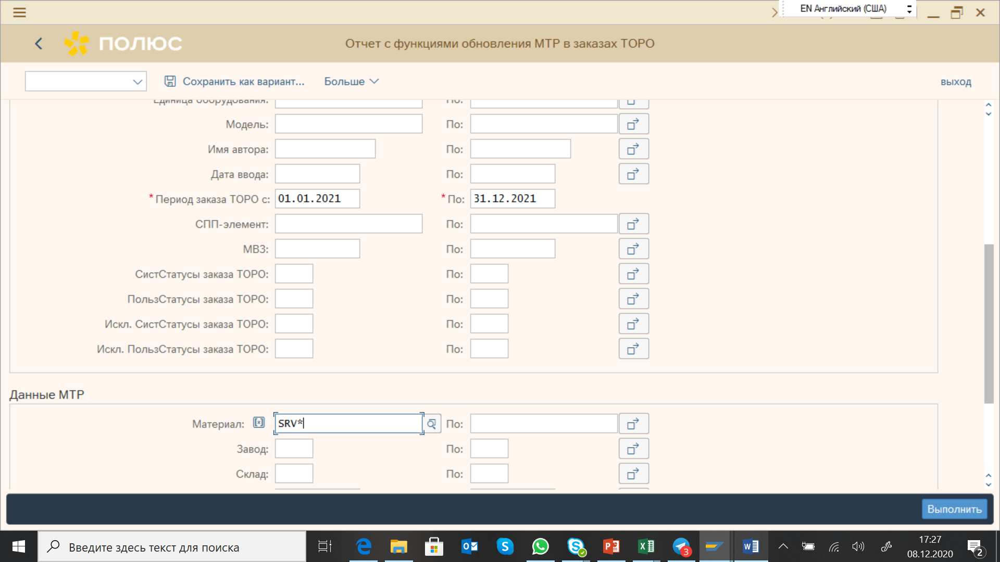 EN Английский (США)
ПОЛЮС
Отчет с функциями обновления МТР в заказах ТОРО
Сохранить как вариант...
Больше
выход
Единица оборудования:
По:
Модель:
По:
Имя автора:
По:
Дата ввода:
По:
* Период заказа ТОРО с: 01.01.2021
* По: 31.12.2021
СПП-элемент:
По:
МВЗ:
По:
СистСтатусы заказа ТОРО:
По:
ПользСтатусы заказа ТОРО:
По:
Искл. СистСтатусы заказа ТОРО:
По:
Искл. ПользСтатусы заказа ТОРО:
По:
Данные МТР
Материал: SRV*
По:
Завод:
По:
Склад:
По:
Выполнить
Введите здесь текст для поиска
3
17:27
08.12.2020
2